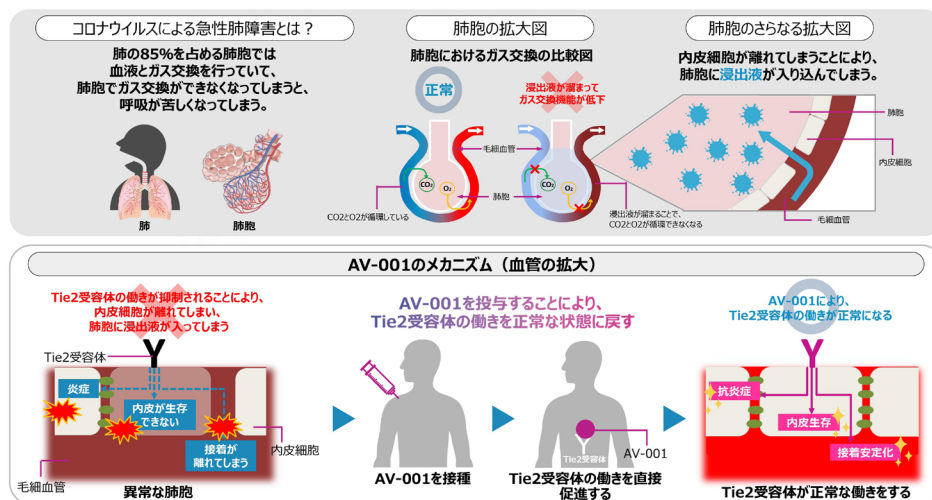 コロナウイルスによる急性肺障害とは？
肺の85%を占める肺胞では
血液とガス交換を行っていて、
肺胞でガス交換ができなくなってしまうと、
呼吸が苦しくなってしまう。
肺
肺胞
肺胞の拡大図
肺胞におけるガス交換の比較図
正常
浸出液が溜まって
ガス交換機能が低下
毛細血管
CO2
O2
CO2
O2
肺胞
CO2とO2が循環している
浸出液が溜まることで、
CO2とO2が循環できなくなる
肺胞のさらなる拡大図
内皮細胞が離れてしまうことにより、
肺胞に浸出液が入り込んでしまう。
肺胞
内皮細胞
毛細血管
AV-001のメカニズム（血管の拡大）
Tie2受容体の働きが抑制されることにより、
内皮細胞が離れてしまい、
肺胞に浸出液が入ってしまう
Tie2受容体
炎症
内皮が生存
できない
接着が
離れてしまう
内皮細胞
毛細血管
異常な肺胞
AV-001を投与することにより、
Tie2受容体の働きを正常な状態に戻す
AV-001を接種
Tie2受容体
AV-001
Tie2受容体の働きを直接
促進する
AV-001により、
Tie2受容体の働きが正常になる
抗炎症
内皮生存
接着安定化
Tie2受容体が正常な働きをする